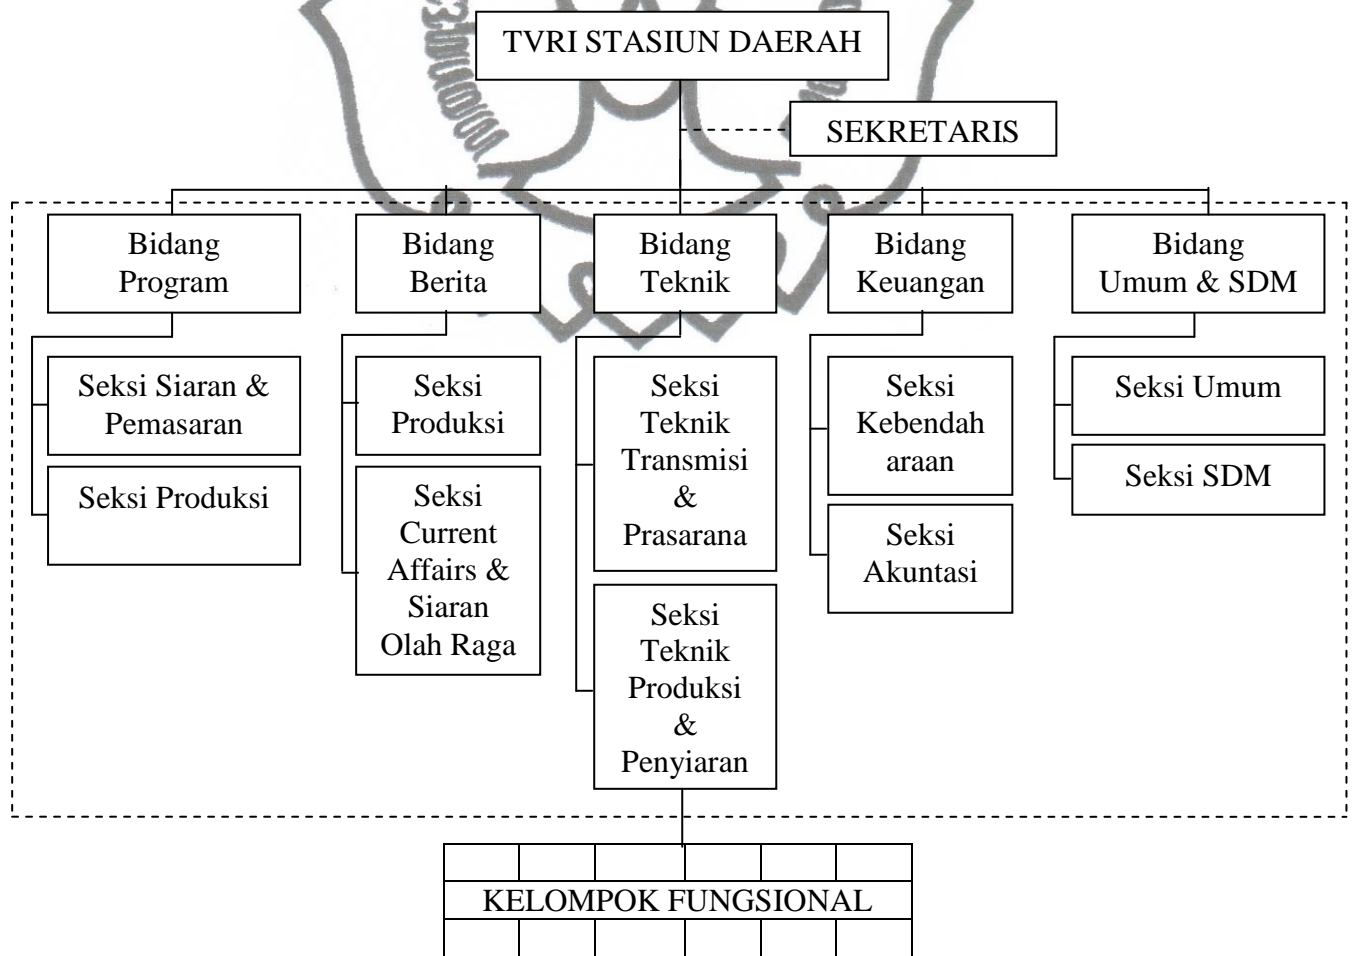 TVRI STASIUN DAERAH
SEKRETARIS
Bidang
Program
Bidang
Berita
Bidang
Teknik
Bidang
Keuangan
Bidang
Umum & SDM
Seksi Siaran &
Pemasaran
Seksi Produksi
Seksi
Produksi
Seksi
Current
Affairs &
Siaran
Olah Raga
Seksi
Teknik
Transmisi
&
Prasarana
Seksi
Teknik
Produksi
&
Penyiaran
Seksi
Kebendah
araan
Seksi
Akuntasi
Seksi Umum
Seksi SDM
KELOMPOK FUNGSIONAL